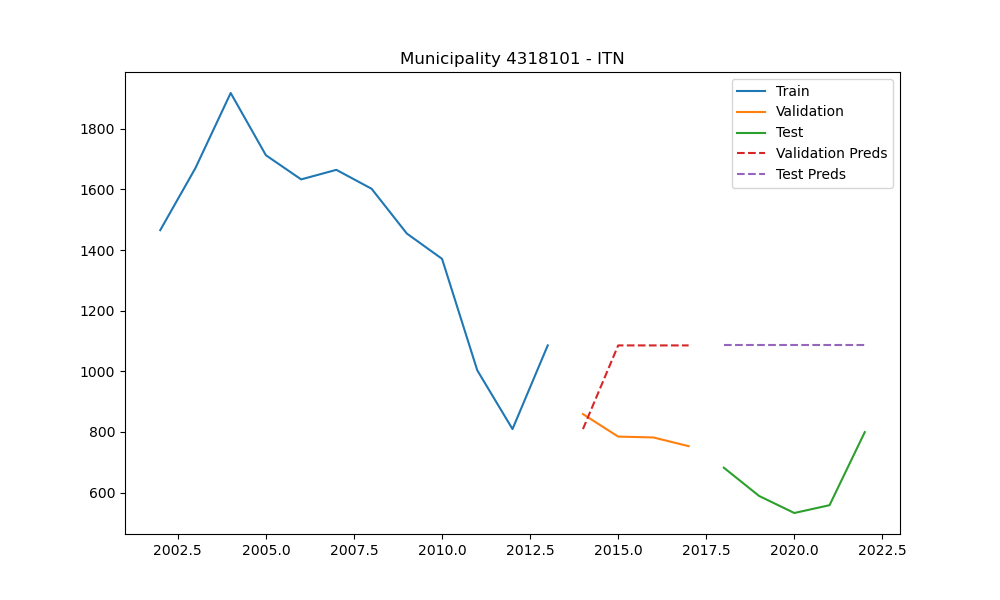 Municipality 4318101 - ITN
Train
Validation
Test
Validation Preds
Test Preds
1800
1600
1400
1200
1000
800
600
2002.5 2005.0 2007.5 2010.0 2012.5 2015.0 2017.5 2020.0 2022.5